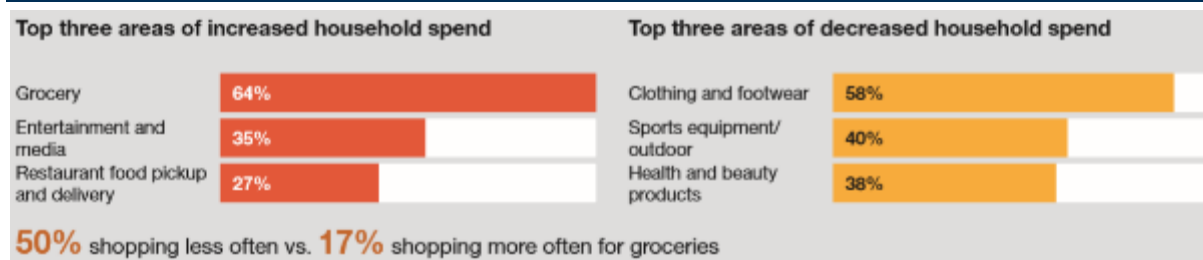 Top three areas of increased household spend
Grocery
64%
Entertainment and
media
35%
Restaurant food pickup
and delivery
27%
Top three areas of decreased household spend
Clothing and footwear
58%
Sports equipment/
outdoor
40%
Health and beauty
products
38%
50% shopping less often vs. 17% shopping more often for groceries